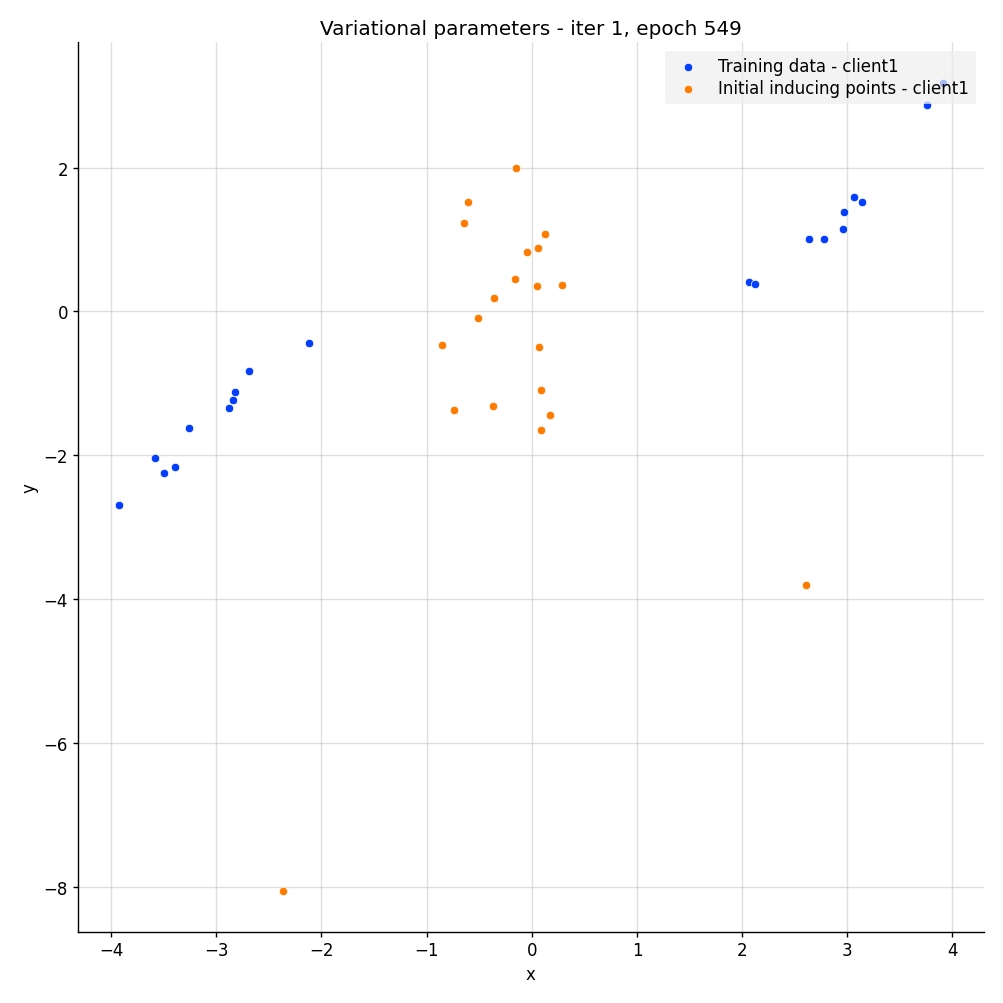 Variational parameters - iter 1, epoch 549
Training data - client1
Initial inducing points - client1
2
0
−2
−4
−6
−8
y
−4 −3 −2 −1 0 1 2 3 4
x